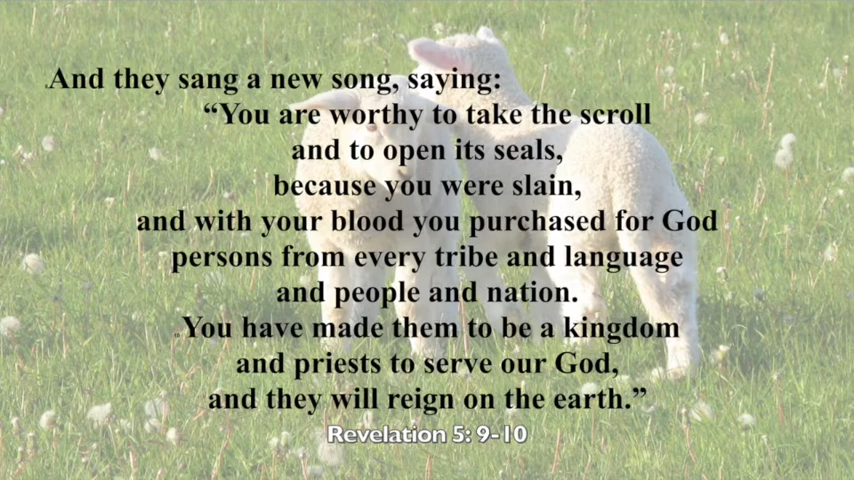 And they sang a new song, saying:
“You are worthy to take the scroll
and to open its seals,
because you were slain,
and with your blood you purchased for God
persons from every tribe and language
and people and nation.
You have made them to be a kingdom
and priests to serve our God,
and they will reign on the earth.”
Revelation 5: 9-10